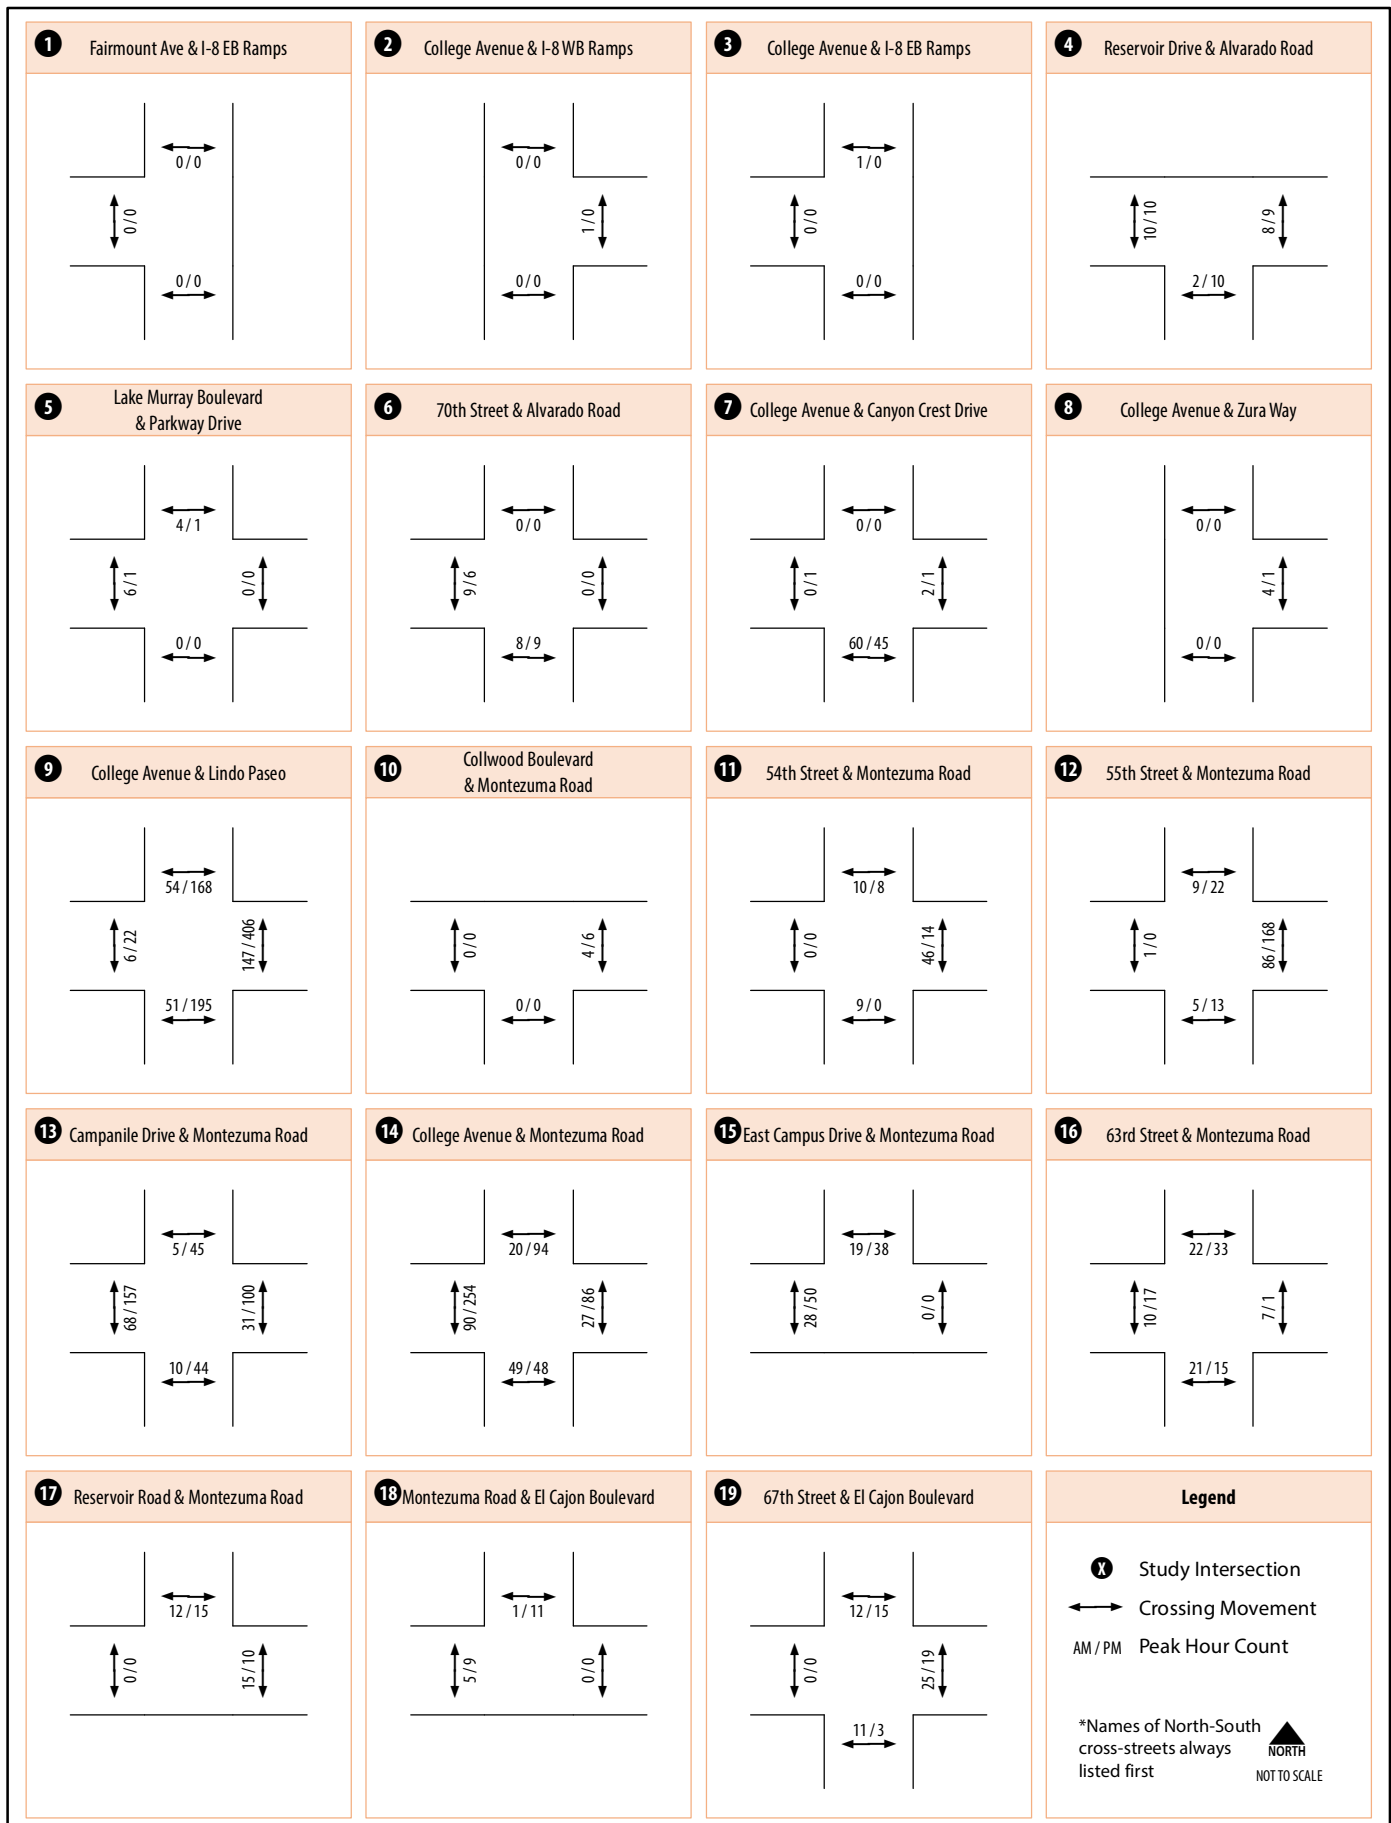 1 Fairmount Ave & I-8 EB Ramps
0 / 0
0 / 0
0 / 0
2 College Avenue & I-8 WB Ramps
0 / 0
1 / 0
0 / 0
3 College Avenue & I-8 EB Ramps
1 / 0
0 / 0
0 / 0
4 Reservoir Drive & Alvarado Road
10 / 10
8 / 9
2 / 10
5 Lake Murray Boulevard
& Parkway Drive
4 / 1
6 / 1
0 / 0
0 / 0
6 70th Street & Alvarado Road
0 / 0
9 / 6
0 / 0
8 / 9
7 College Avenue & Canyon Crest Drive
0 / 0
0 / 1
2 / 1
60 / 45
8 College Avenue & Zura Way
0 / 0
4 / 1
0 / 0
9 College Avenue & Lindo Paseo
54 / 168
6 / 22
147 / 406
51 / 195
10 Collwood Boulevard
& Montezuma Road
0 / 0
4 / 6
0 / 0
11 54th Street & Montezuma Road
10 / 8
0 / 0
46 / 14
9 / 0
12 55th Street & Montezuma Road
9 / 22
1 / 0
86 / 168
5 / 13
13 Campanile Drive & Montezuma Road
5 / 45
68 / 157
31 / 100
10 / 44
14 College Avenue & Montezuma Road
20 / 94
90 / 254
27 / 86
49 / 48
15 East Campus Drive & Montezuma Road
19 / 38
28 / 50
0 / 0
16 63rd Street & Montezuma Road
22 / 33
10 / 17
7 / 1
21 / 15
17 Reservoir Road & Montezuma Road
12 / 15
0 / 0
15 / 10
18 Montezuma Road & El Cajon Boulevard
1 / 11
5 / 9
0 / 0
19 67th Street & El Cajon Boulevard
12 / 15
0 / 0
25 / 19
11 / 3
Legend
X Study Intersection
Crossing Movement
AM / PM Peak Hour Count
*Names of North-South
cross-streets always
listed first
NORTH
NOT TO SCALE